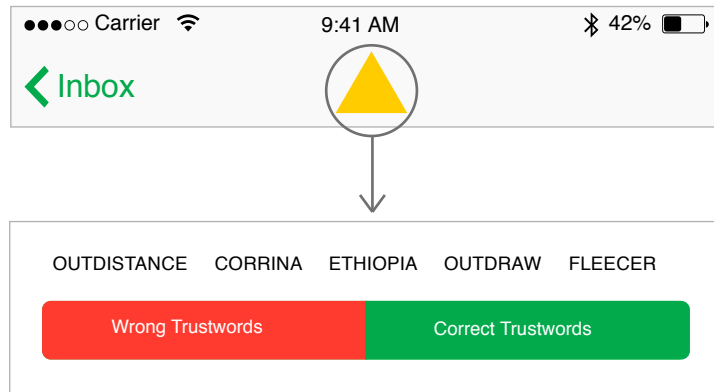 Carrier 9:41 AM 42%
Inbox
OUTDISTANCE CORRINA ETHIOPIA OUTDRAW FLEECER
Wrong Trustwords Correct Trustwords